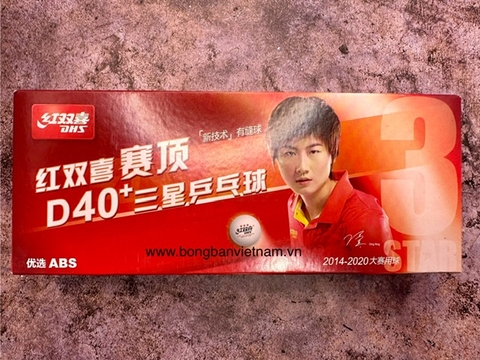 红双喜
DHS
「新技术」有缝球
红双喜 赛顶
D40+三星乒乓球
3
STAR
www.bongbanvietnam.vn
优选 ABS
2014-2020大赛用球